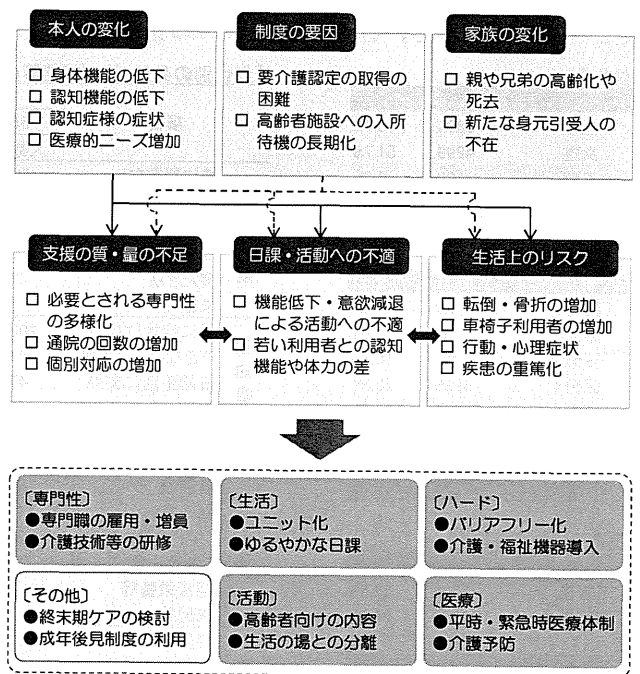 本人の変化
□ 身体機能の低下
□ 認知機能の低下
□ 認知症様の症状
□ 医療的ニーズ増加
制度の要因
□ 要介護認定の取得の
困難
□ 高齢者施設への入所
待機の長期化
家族の変化
□ 親や兄弟の高齢化や
死去
□ 新たな身元引受人の
不在
支援の質・量の不足
□ 必要とされる専門性
の多様化
□ 通院の回数の増加
□ 個別対応の増加
日課・活動への不適
□ 機能低下・意欲減退
による活動への不適
□ 若い利用者との認知
機能や体力の差
生活上のリスク
□ 転倒・骨折の増加
□ 車椅子利用者の増加
□ 行動・心理症状
□ 疾患の重篤化
〔専門性〕
●専門職の雇用・増員
●介護技術等の研修
〔生活〕
●ユニット化
●ゆるやかな日課
〔ハード〕
●バリアフリー化
●介護・福祉機器導入
〔その他〕
●終末期ケアの検討
●成年後見制度の利用
〔活動〕
●高齢者向けの内容
●生活の場との分離
〔医療〕
●平時・緊急時医療体制
●介護予防